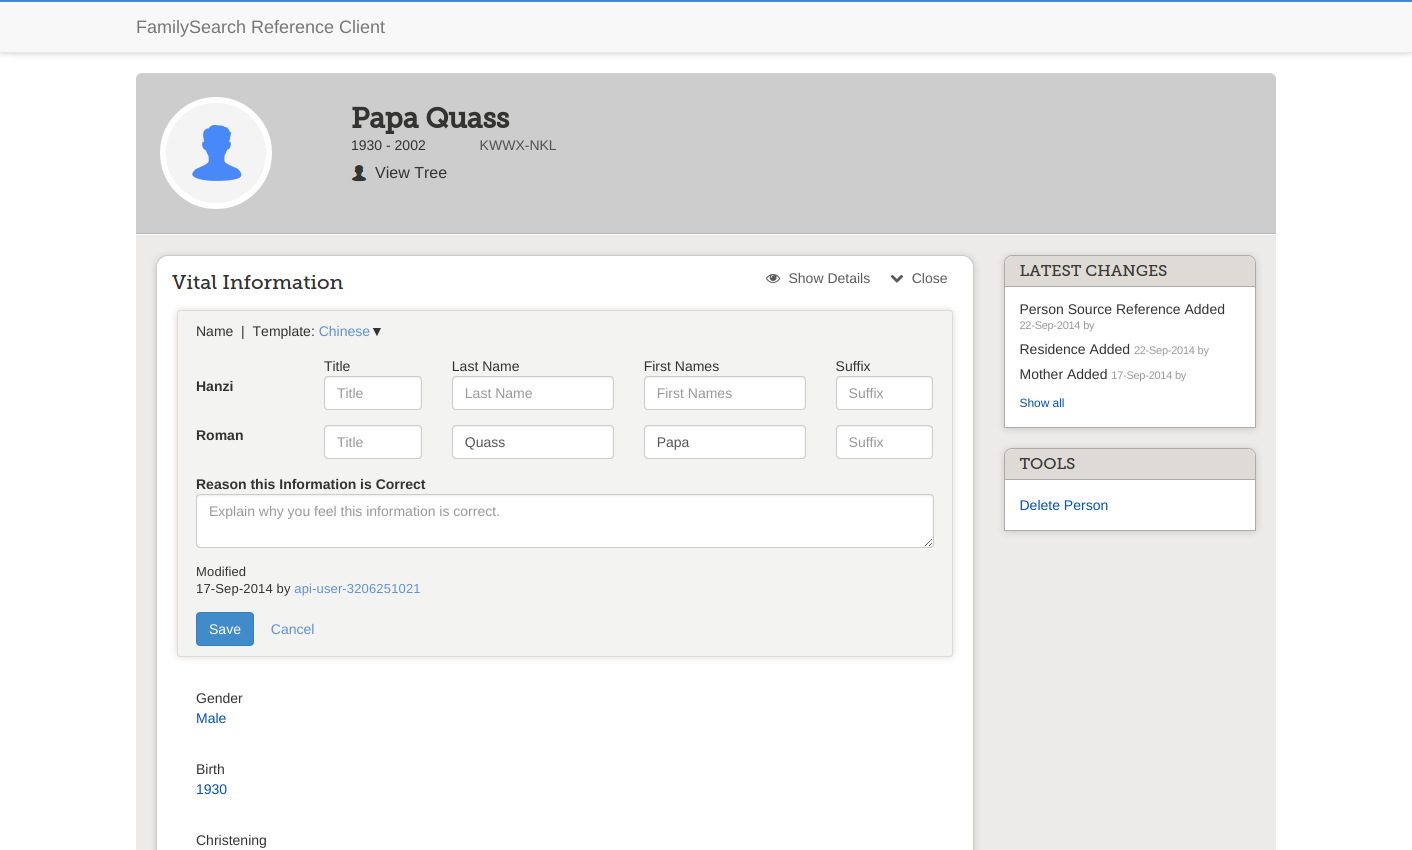 FamilySearch Reference Client
Papa Quass
1930 - 2002 KWWX-NKL
View Tree
Vital Information
Show Details Close
Name | Template: Chinese▼
Title Last Name First Names Suffix
Hanzi Title Last Name First Names Suffix
Roman Title Quass Papa Suffix
Reason this Information is Correct
Explain why you feel this information is correct.
Modified
17-Sep-2014 by api-user-3206251021
Save Cancel
Gender
Male
Birth
1930
Christening
LATEST CHANGES
Person Source Reference Added
22-Sep-2014 by
Residence Added 22-Sep-2014 by
Mother Added 17-Sep-2014 by
Show all
TOOLS
Delete Person